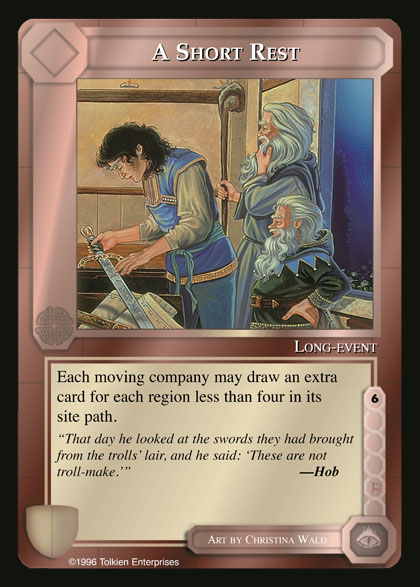 A Short Rest
Long-event
Each moving company may draw an extra
card for each region less than four in its
site path.
“That day he looked at the swords they had brought
from the trolls’ lair, and he said: ‘These are not
troll-make.’” —Hob
6
F
Art by Christina Wald
©1996 Tolkien Enterprises